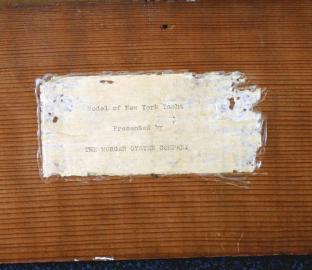 Model of New York Yacht
Presented by
THE MORGAN OYSTER COMPANY